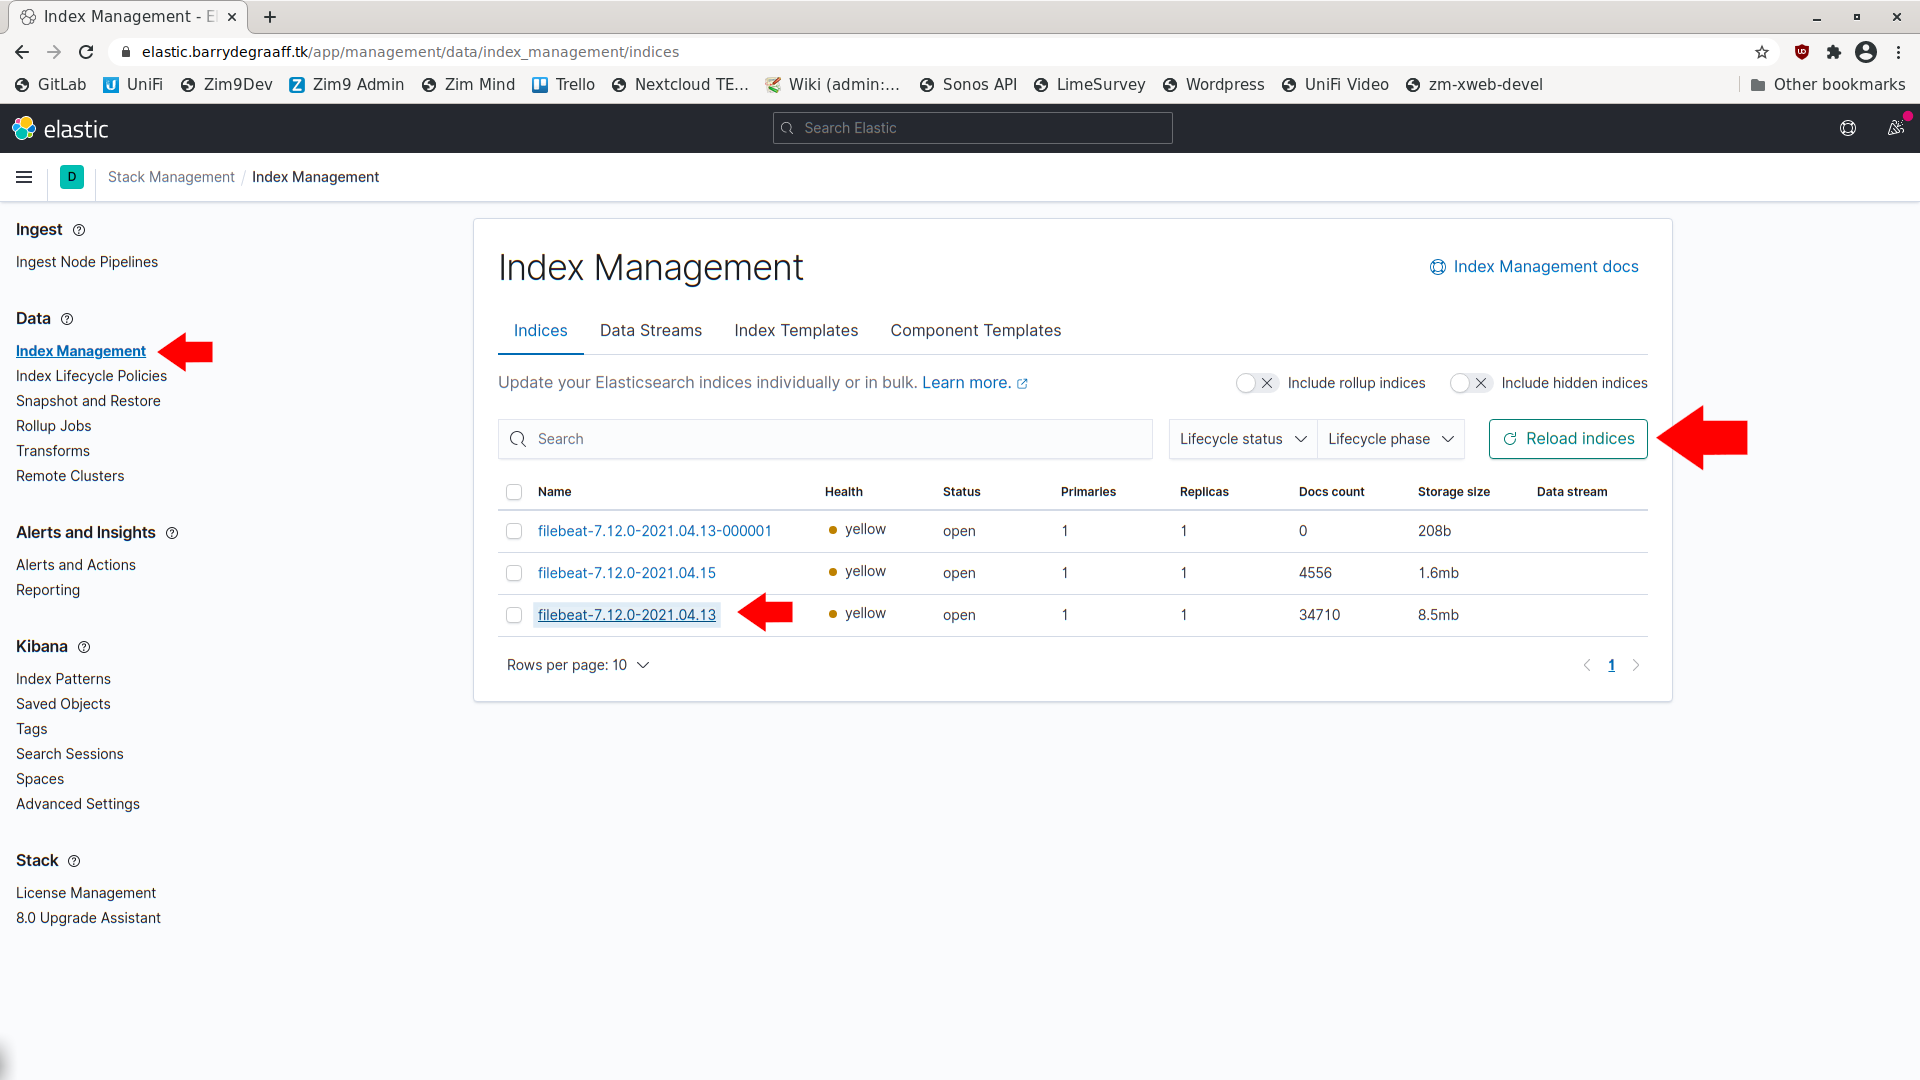 Index Management - El
elastic.barrydegraaff.tk/app/management/data/index_management/indices
GitLab UniFi Zim9Dev Zim9 Admin Zim Mind Trello Nextcloud TE... Wiki (admin:... Sonos API LimeSurvey Wordpress UniFi Video zm-xweb-devel Other bookmarks
elastic Search Elastic
D Stack Management / Index Management
Ingest
Ingest Node Pipelines
Data
Index Management
Index Lifecycle Policies
Snapshot and Restore
Rollup Jobs
Transforms
Remote Clusters
Alerts and Insights
Alerts and Actions
Reporting
Kibana
Index Patterns
Saved Objects
Tags
Search Sessions
Spaces
Advanced Settings
Stack
License Management
8.0 Upgrade Assistant
Index Management
Index Management docs
Indices Data Streams Index Templates Component Templates
Update your Elasticsearch indices individually or in bulk. Learn more.
Include rollup indices Include hidden indices
Search Lifecycle status Lifecycle phase Reload indices
Name Health Status Primaries Replicas Docs count Storage size Data stream
filebeat-7.12.0-2021.04.13-000001 yellow open 1 1 0 208b
filebeat-7.12.0-2021.04.15 yellow open 1 1 4556 1.6mb
filebeat-7.12.0-2021.04.13 yellow open 1 1 34710 8.5mb
Rows per page: 10
1